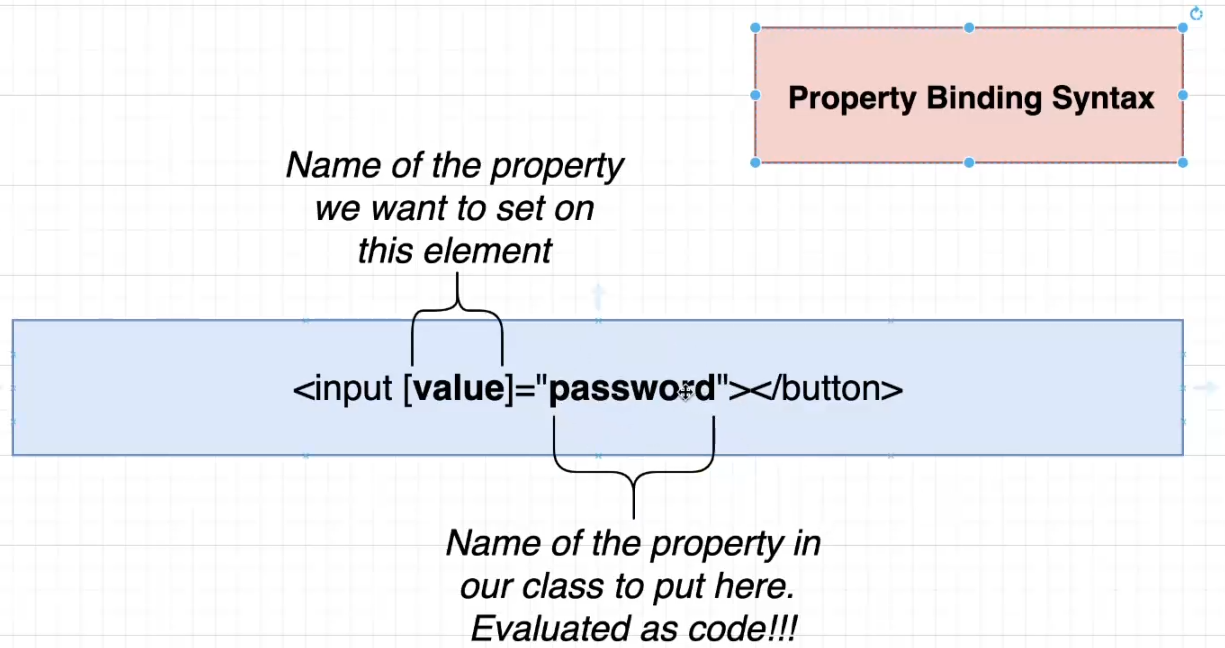 Property Binding Syntax
Name of the property
we want to set on
this element
<input [value]="password"></button>
Name of the property in
our class to put here.
Evaluated as code!!!